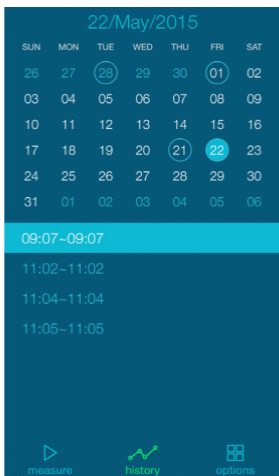 22/May/2015
SUN MON TUE WED THU FRI SAT
26 27 28 29 30 01 02
03 04 05 06 07 08 09
10 11 12 13 14 15 16
17 18 19 20 21 22 23
24 25 26 27 28 29 30
31 01 02 03 04 05 06
09:07~09:07
11:02~11:02
11:04~11:04
11:05~11:05
measure history options